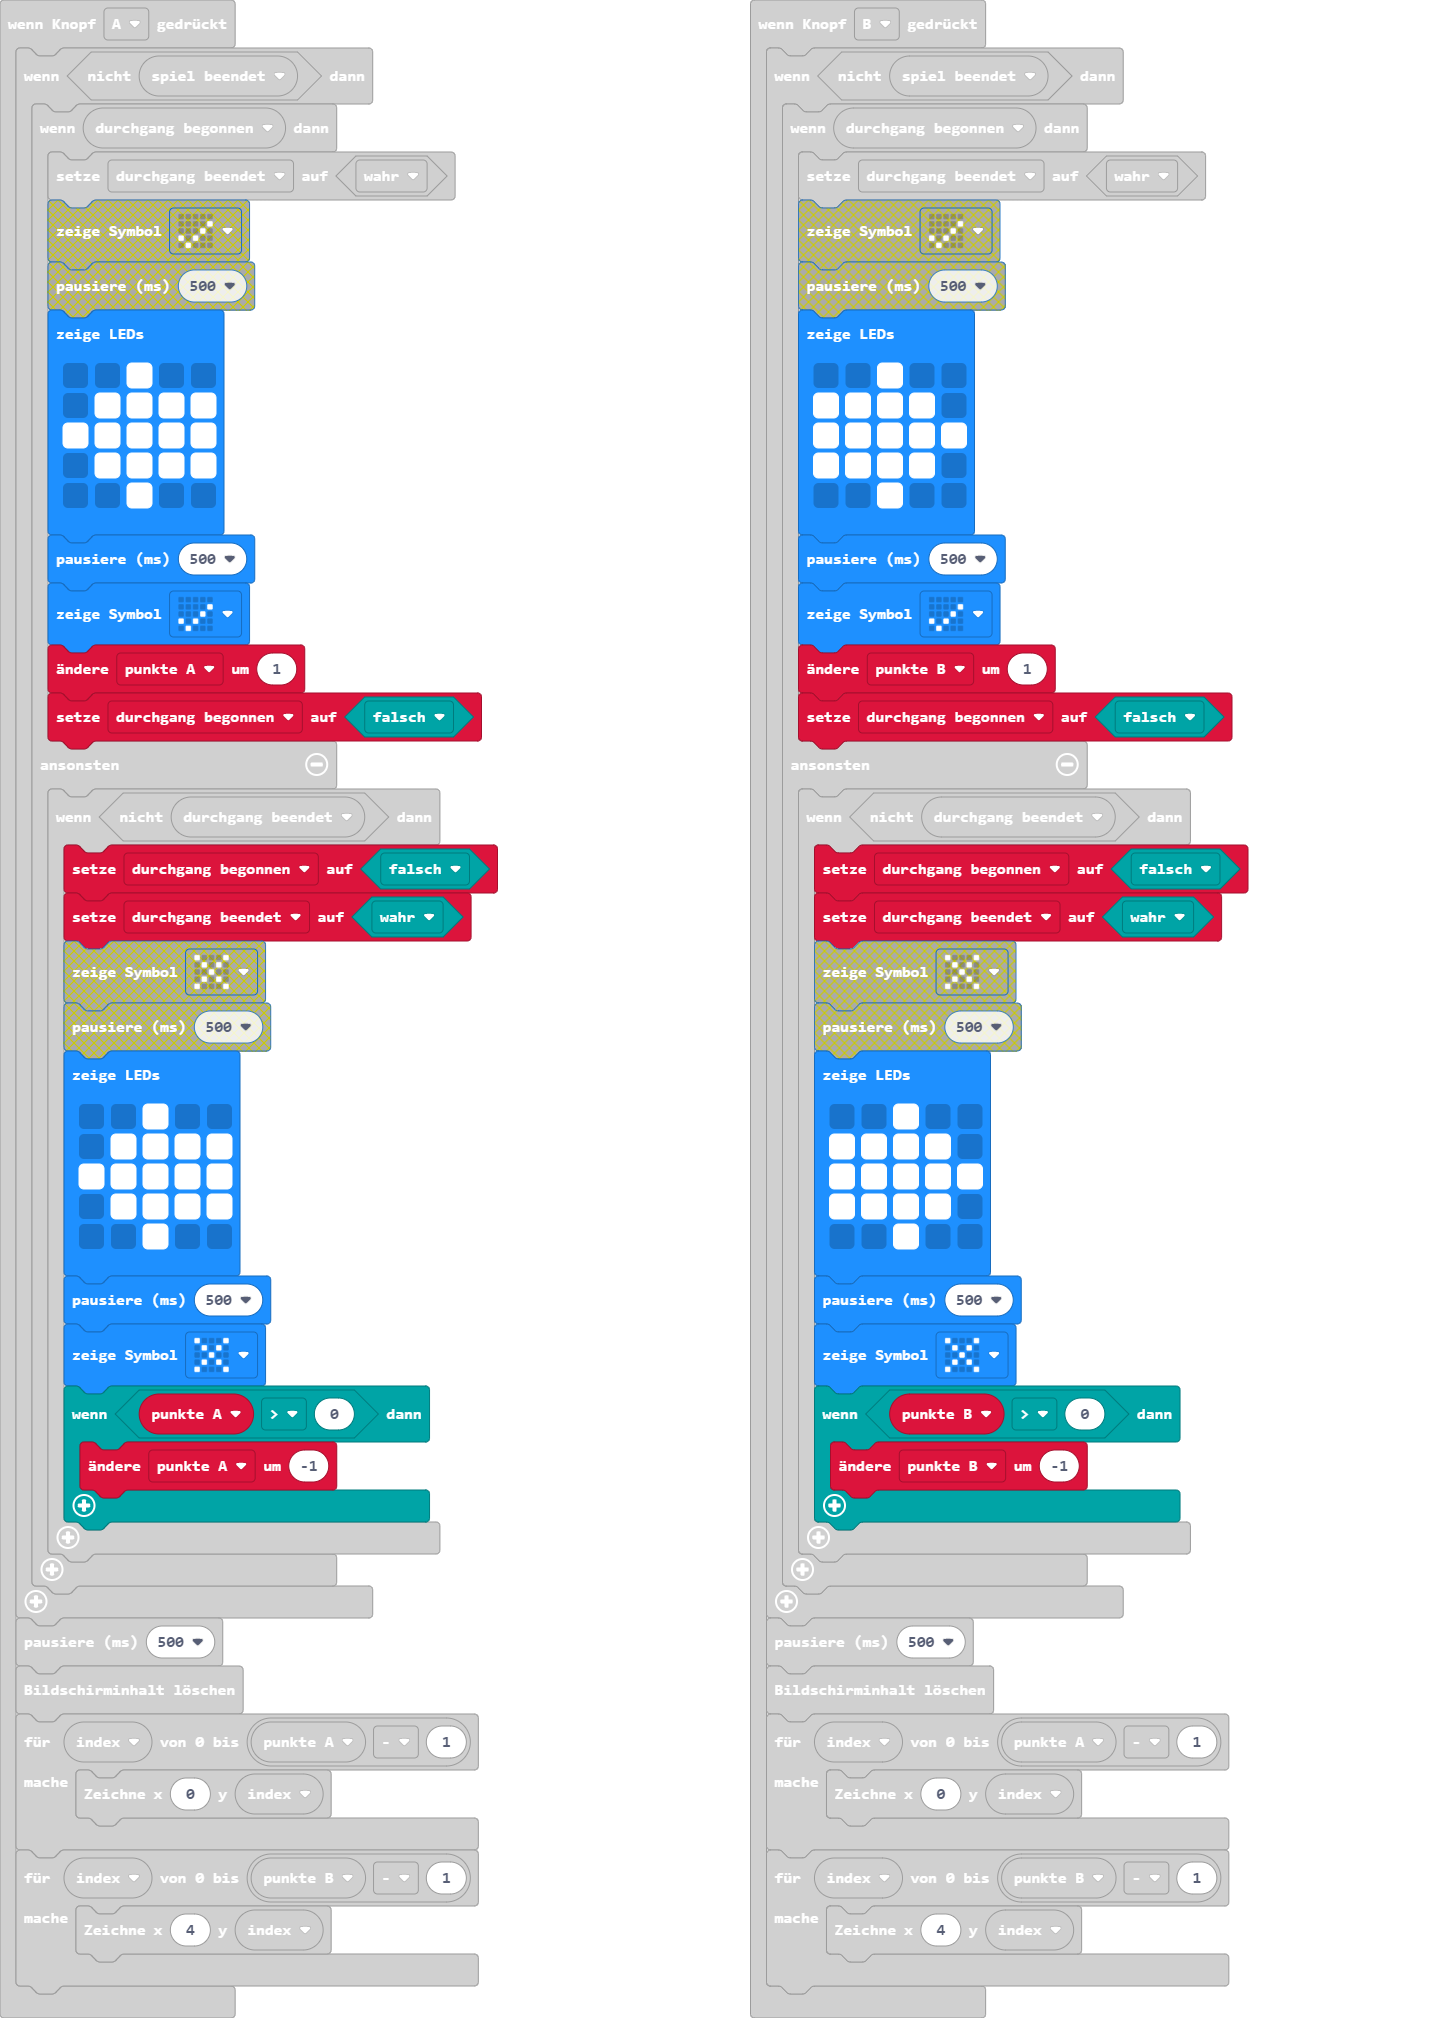 wenn Knopf A gedrückt
wenn nicht spiel beendet dann
wenn durchgang begonnen dann
setze durchgang beendet auf wahr
zeige Symbol
pausiere (ms) 500
zeige LEDs
pausiere (ms) 500
zeige Symbol
ändere punkte A um 1
setze durchgang begonnen auf falsch
ansonsten
wenn nicht durchgang beendet dann
setze durchgang begonnen auf falsch
setze durchgang beendet auf wahr
zeige Symbol
pausiere (ms) 500
zeige LEDs
pausiere (ms) 500
zeige Symbol
wenn punkte A > 0 dann
ändere punkte A um -1
pausiere (ms) 500
Bildschirminhalt löschen
für index von 0 bis punkte A - 1
mache Zeichne x 0 y index
für index von 0 bis punkte B - 1
mache Zeichne x 4 y index
wenn Knopf B gedrückt
wenn nicht spiel beendet dann
wenn durchgang begonnen dann
setze durchgang beendet auf wahr
zeige Symbol
pausiere (ms) 500
zeige LEDs
pausiere (ms) 500
zeige Symbol
ändere punkte B um 1
setze durchgang begonnen auf falsch
ansonsten
wenn nicht durchgang beendet dann
setze durchgang begonnen auf falsch
setze durchgang beendet auf wahr
zeige Symbol
pausiere (ms) 500
zeige LEDs
pausiere (ms) 500
zeige Symbol
wenn punkte B > 0 dann
ändere punkte B um -1
pausiere (ms) 500
Bildschirminhalt löschen
für index von 0 bis punkte A - 1
mache Zeichne x 0 y index
für index von 0 bis punkte B - 1
mache Zeichne x 4 y index